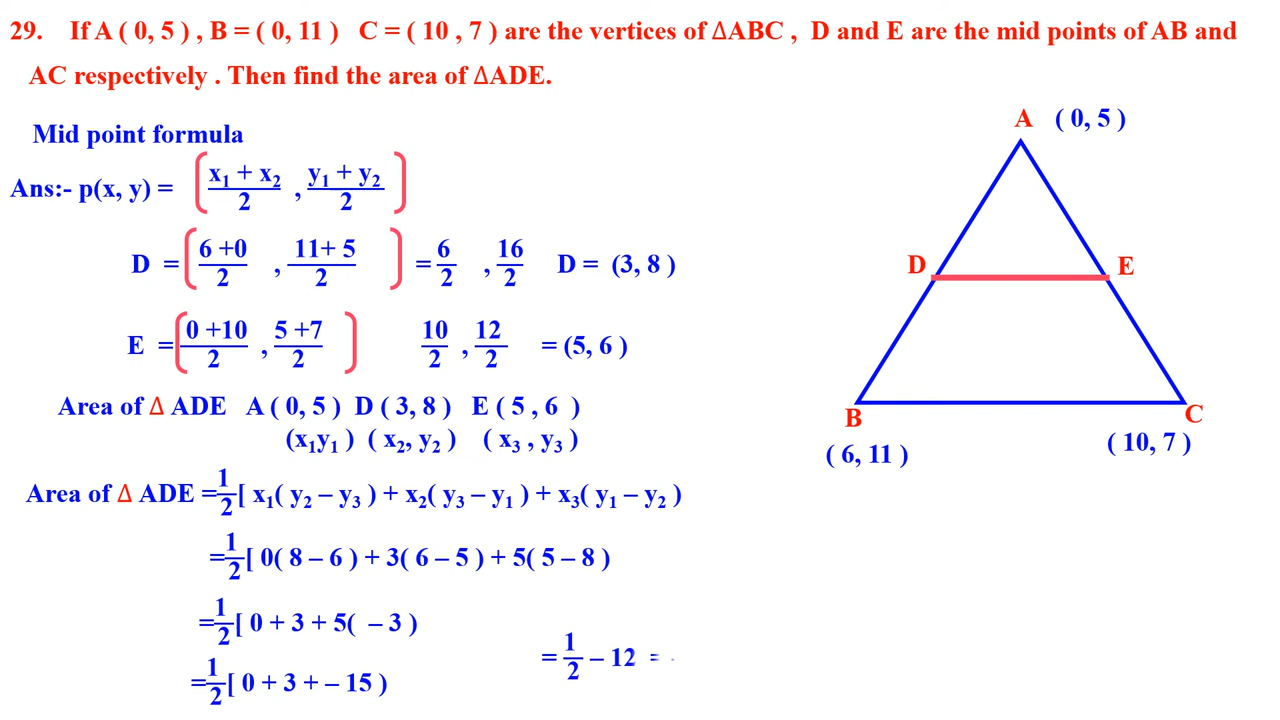 29. If A ( 0, 5 ) , B = ( 0, 11 ) C = ( 10 , 7 ) are the vertices of ΔABC , D and E are the mid points of AB and
AC respectively . Then find the area of ΔADE.
Mid point formula
Ans:- p(x, y) = ( x₁ + x₂ / 2 , y₁ + y₂ / 2 )
D = ( 6 +0 / 2 , 11+ 5 / 2 ) = 6 / 2 , 16 / 2 D = (3, 8 )
E = ( 0 +10 / 2 , 5 +7 / 2 ) 10 / 2 , 12 / 2 = (5, 6 )
Area of Δ ADE A ( 0, 5 ) D ( 3, 8 ) E ( 5 , 6 )
(x₁y₁ ) ( x₂, y₂ ) ( x₃ , y₃ )
Area of Δ ADE = 1/2 [ x₁( y₂ – y₃ ) + x₂( y₃ – y₁ ) + x₃( y₁ – y₂ )
= 1/2 [ 0( 8 – 6 ) + 3( 6 – 5 ) + 5( 5 – 8 )
= 1/2 [ 0 + 3 + 5( – 3 )
= 1/2 [ 0 + 3 + – 15 )
= 1/2 – 12 =
A ( 0, 5 )
D E
B C
( 6, 11 ) ( 10, 7 )